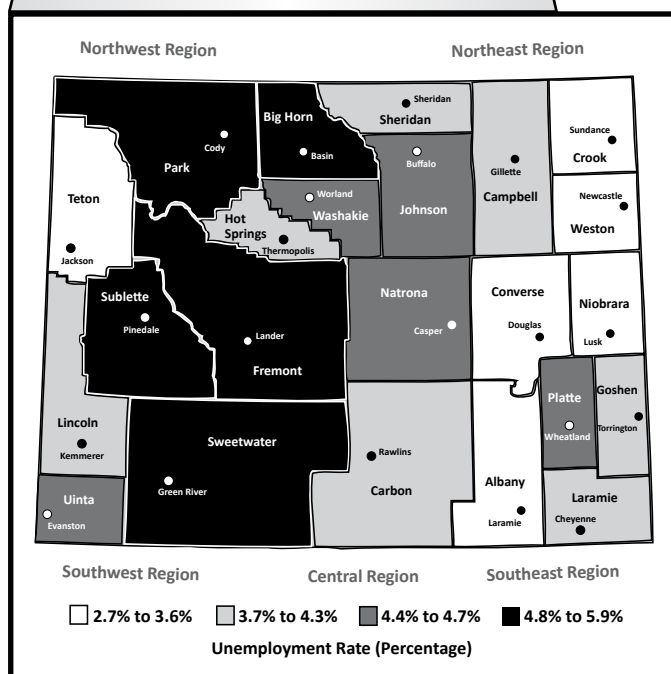 Northwest Region
Northeast Region
Big Horn
Sheridan
Sheridan
Cody
Basin
Buffalo
Gillette
Sundance
Crook
Park
Teton
Worland
Washakie
Johnson
Campbell
Newcastle
Weston
Hot
Springs
Thermopolis
Jackson
Sublette
Pinedale
Natrona
Converse
Niobrara
Lander
Casper
Douglas
Lusk
Fremont
Platte
Goshen
Lincoln
Kemmerer
Sweetwater
Wheatland
Torrington
Rawlins
Green River
Carbon
Albany
Laramie
Uinta
Evanston
Laramie
Cheyenne
Southwest Region
Central Region
Southeast Region
2.7% to 3.6%
3.7% to 4.3%
4.4% to 4.7%
4.8% to 5.9%
Unemployment Rate (Percentage)